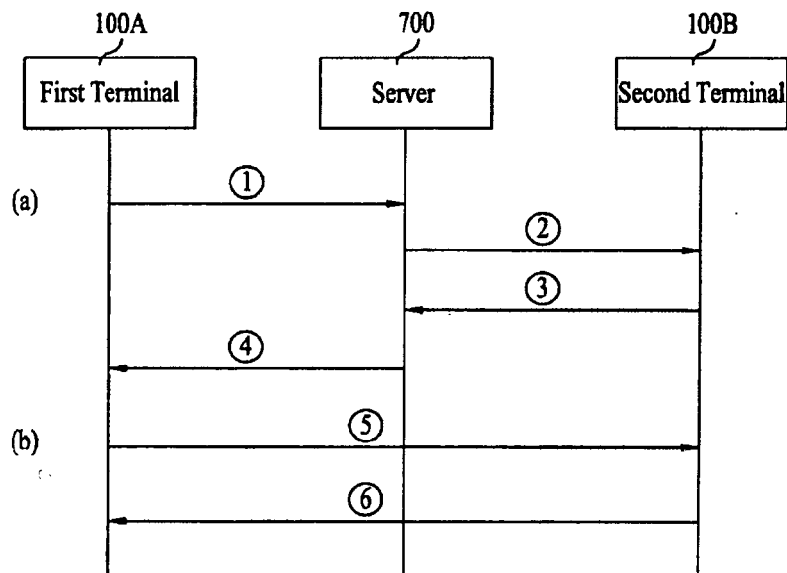 100A 700 100B
First Terminal Server Second Terminal
(a) ①
②
③
④
(b) ⑤
⑥